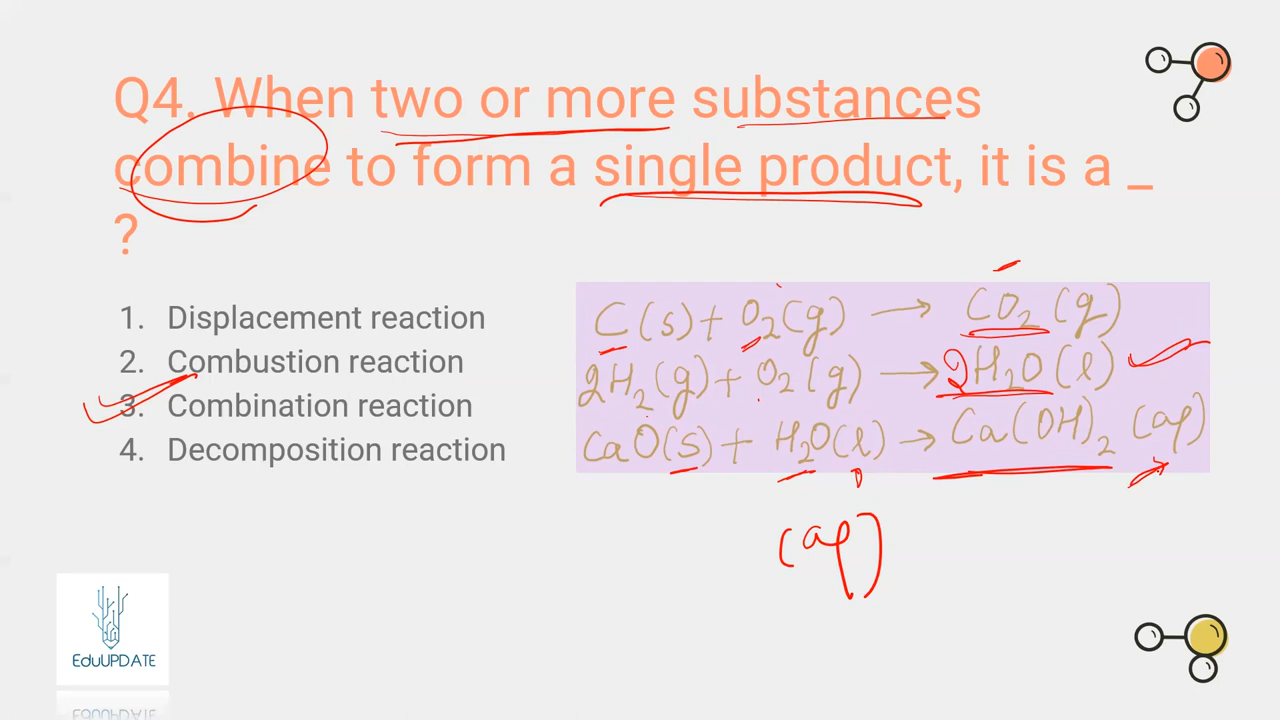 Q4. When two or more substances
combine to form a single product, it is a _
?
1. Displacement reaction
2. Combustion reaction
3. Combination reaction
4. Decomposition reaction
C(s) + O₂(g) → CO₂(g)
2H₂(g) + O₂(g) → 2H₂O(l)
CaO(s) + H₂O(l) → Ca(OH)₂ (aq)
(aq)
EduUPDATE